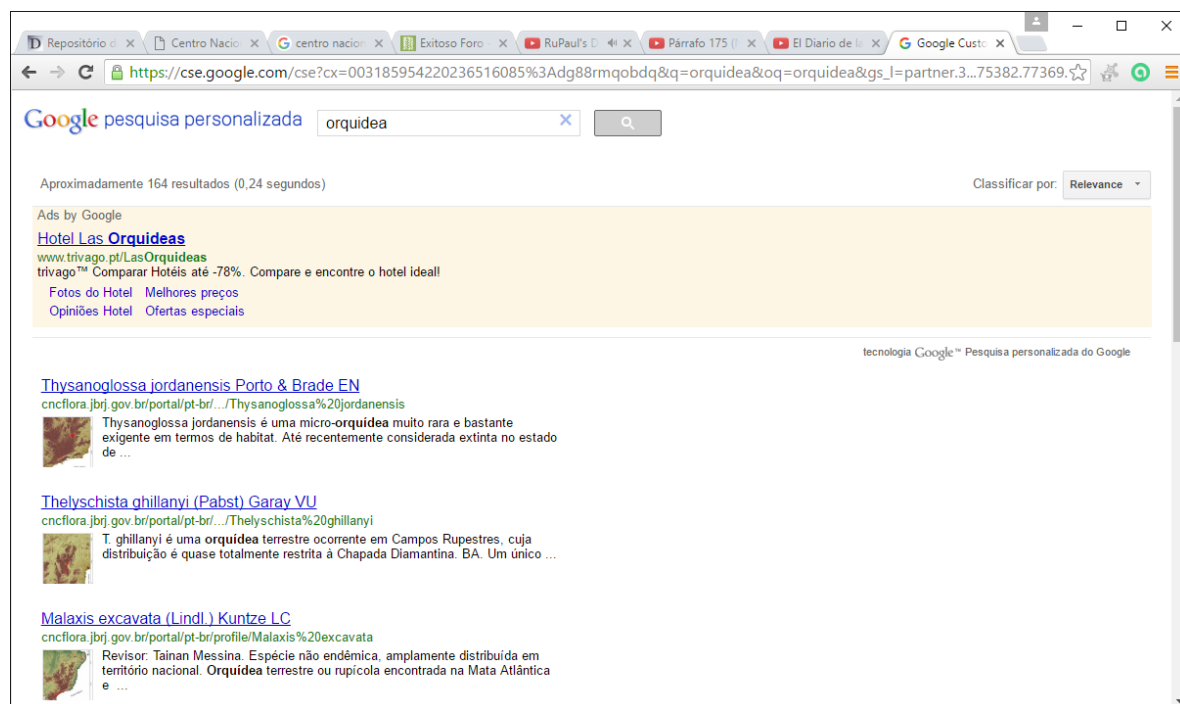 Repositório d
Centro Nacio
centro nacion
Exitoso Foro
RuPaul's D
Párrafo 175 (
El Diario de la
Google Custo
https://cse.google.com/cse?cx=003185954220236516085%3Adg88rmqobdq&q=orquidea&oq=orquidea&gs_l=partner.3...75382.77369.
Google pesquisa personalizada
orquidea
Aproximadamente 164 resultados (0,24 segundos)
Classificar por: Relevance
Ads by Google
Hotel Las Orquideas
www.trivago.pt/LasOrquideas
trivago™ Comparar Hotéis até -78%. Compare e encontre o hotel ideal!
Fotos do Hotel Melhores preços
Opiniões Hotel Ofertas especiais
tecnologia Google™ Pesquisa personalizada do Google
Thysanoglossa jordanensis Porto & Brade EN
cncflora.jbrj.gov.br/portal/pt-br/.../Thysanoglossa%20jordanensis
Thysanoglossa jordanensis é uma micro-orquídea muito rara e bastante
exigente em termos de habitat. Até recentemente considerada extinta no estado
de ...
Thelyschista ghillanyi (Pabst) Garay VU
cncflora.jbrj.gov.br/portal/pt-br/.../Thelyschista%20ghillanyi
T. ghillanyi é uma orquídea terrestre ocorrente em Campos Rupestres, cuja
distribuição é quase totalmente restrita à Chapada Diamantina. BA. Um único ...
Malaxis excavata (Lindl.) Kuntze LC
cncflora.jbrj.gov.br/portal/pt-br/profile/Malaxis%20excavata
Revisor: Tainan Messina. Espécie não endêmica, amplamente distribuída em
território nacional. Orquídea terrestre ou rupícola encontrada na Mata Atlântica
e ...